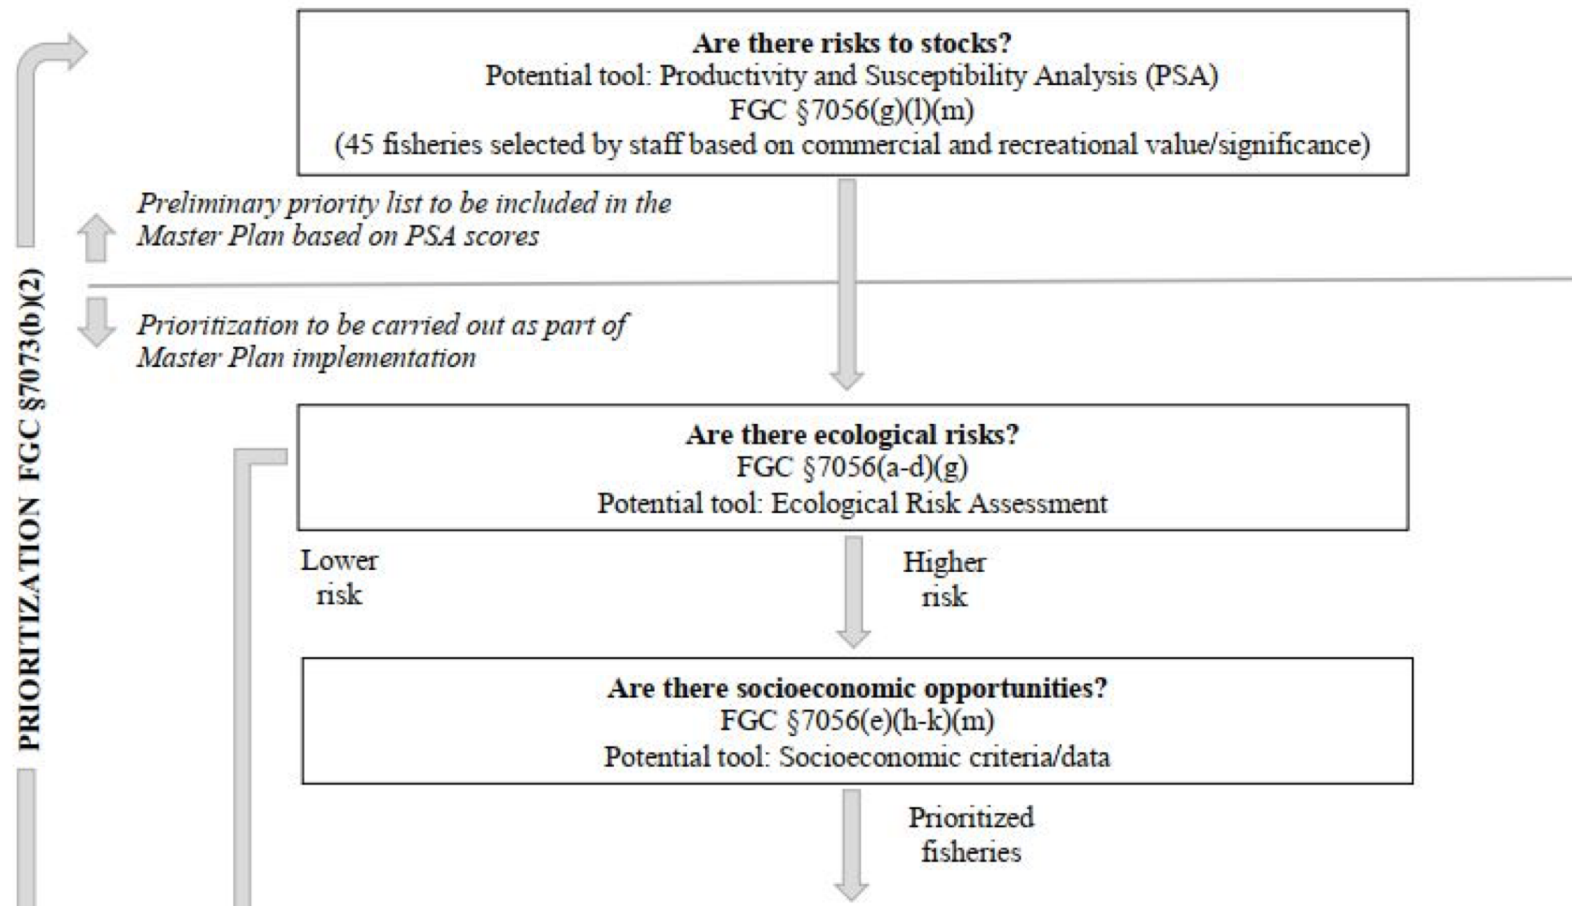 Are there risks to stocks?
Potential tool: Productivity and Susceptibility Analysis (PSA)
FGC §7056(g)(l)(m)
(45 fisheries selected by staff based on commercial and recreational value/significance)
Preliminary priority list to be included in the
Master Plan based on PSA scores
PRIORITIZATION FGC §7073(b)(2)
Prioritization to be carried out as part of
Master Plan implementation
Are there ecological risks?
FGC §7056(a-d)(g)
Potential tool: Ecological Risk Assessment
Lower
risk
Higher
risk
Are there socioeconomic opportunities?
FGC §7056(e)(h-k)(m)
Potential tool: Socioeconomic criteria/data
Prioritized
fisheries